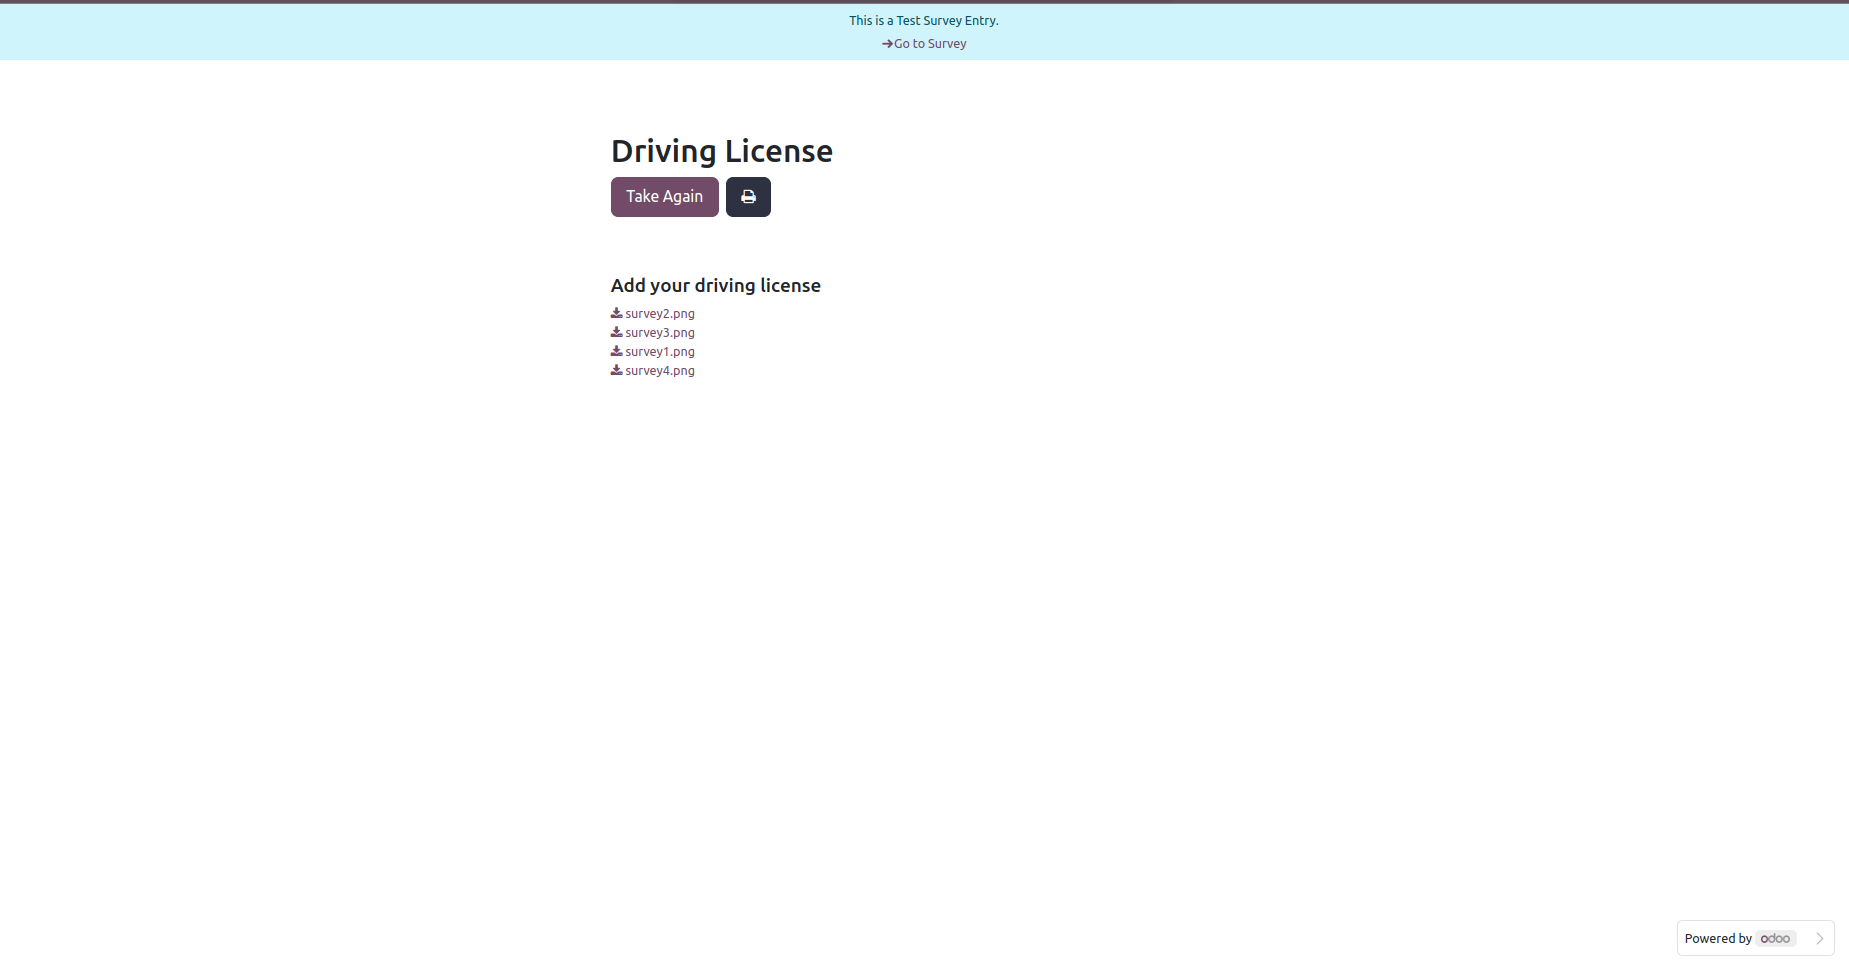 This is a Test Survey Entry.
Go to Survey
Driving License
Take Again
Add your driving license
survey2.png
survey3.png
survey1.png
survey4.png
Powered by odoo